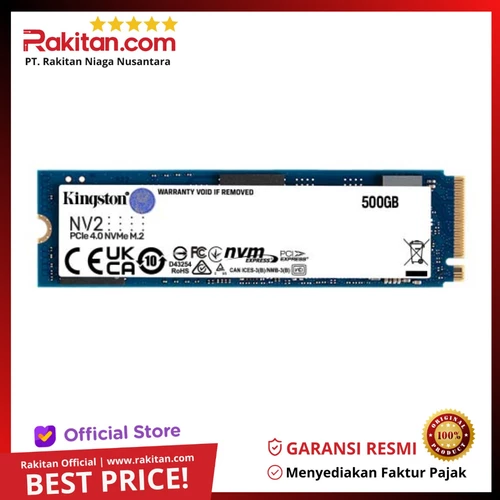 Rakitan.com
PT. Rakitan Niaga Nusantara
WARRANTY VOID IF REMOVED
Kingston
500GB
NV2
PCIe 4.0 NVMe M.2
nvm
EXPRESS
PCI
EXPRESS
CE UK CA 10
D43254
RoHS
CAN ICES-3(B)/NMB-3(B)
Official Store
Rakitan Official | www.rakitan.com
BEST PRICE!
GARANSI RESMI
Menyediakan Faktur Pajak
ORIGINAL
100%
PRODUCT